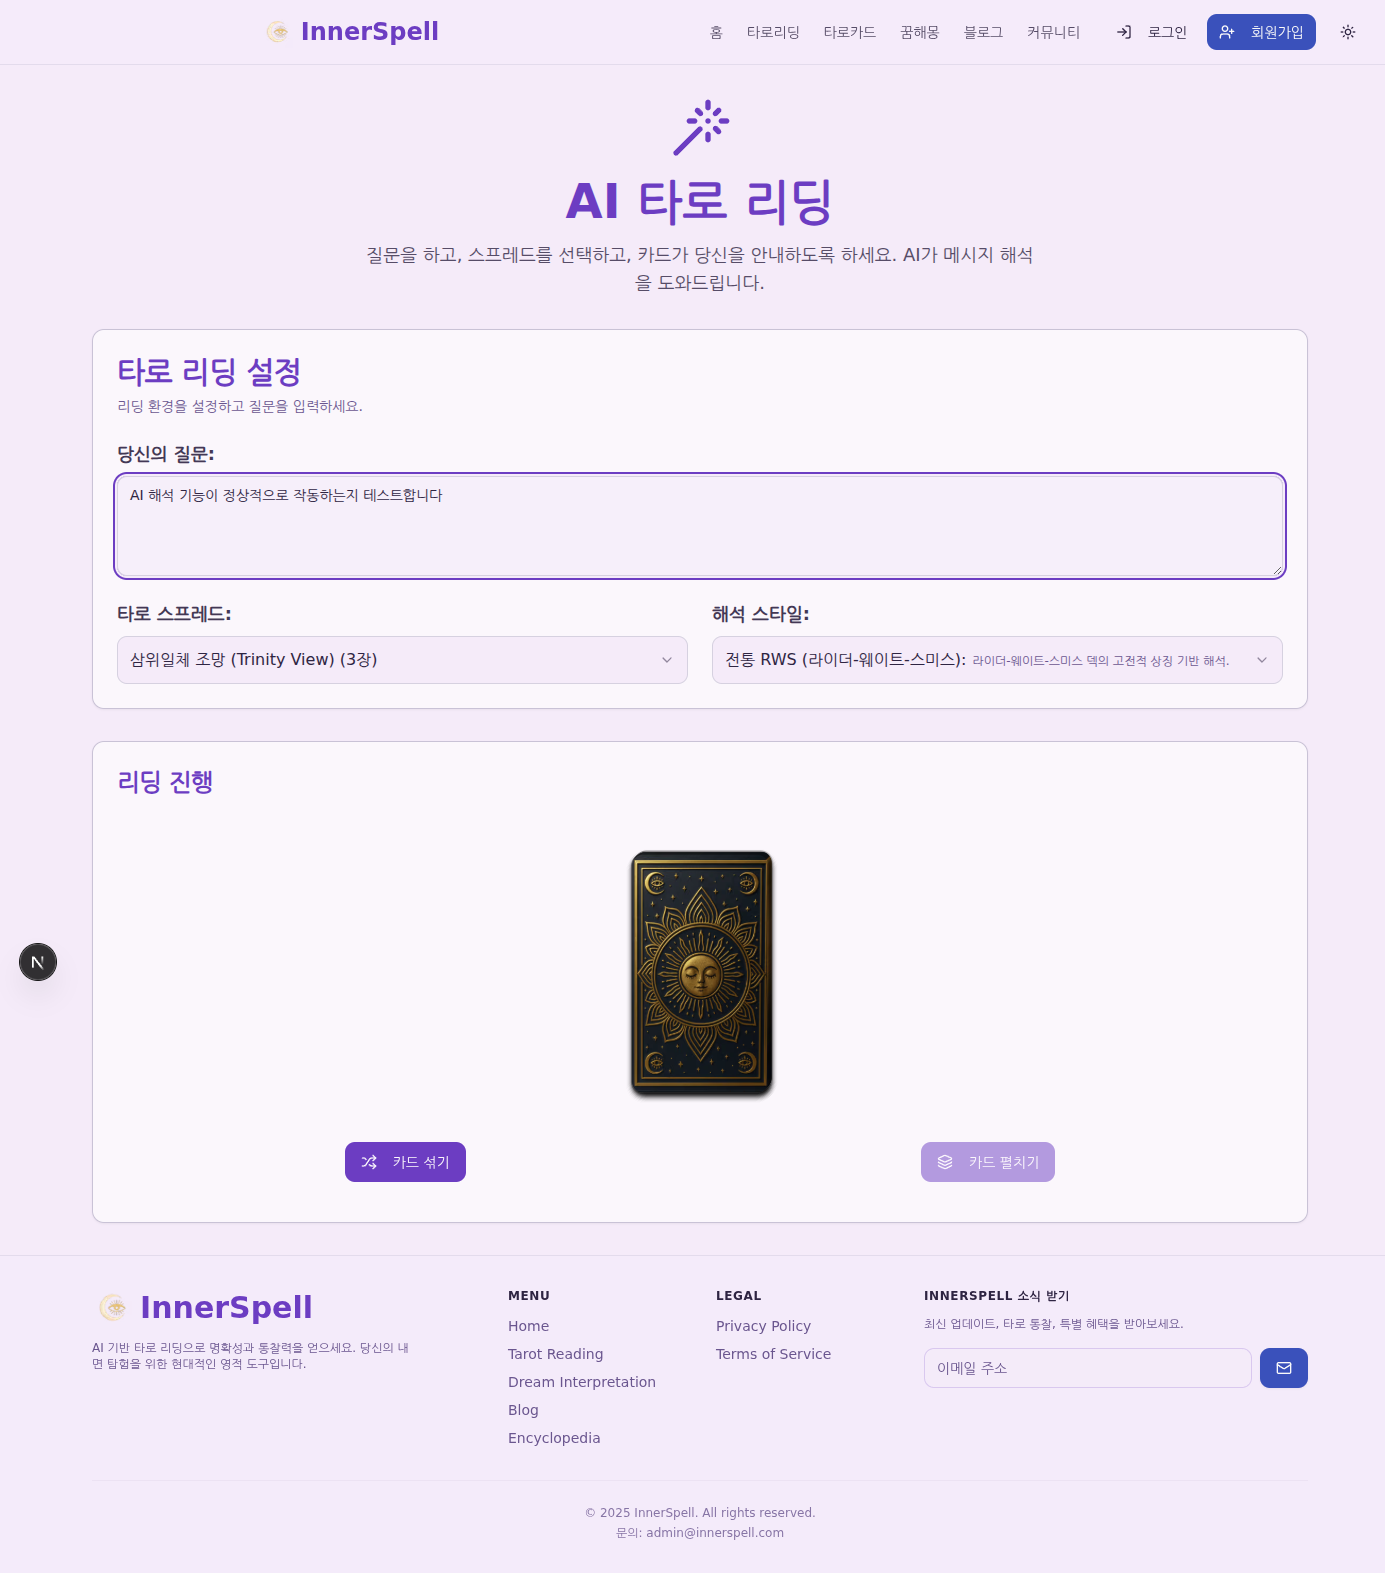 InnerSpell
홈 타로리딩 타로카드 꿈해몽 블로그 커뮤니티 로그인 회원가입
AI 타로 리딩
질문을 하고, 스프레드를 선택하고, 카드가 당신을 안내하도록 하세요. AI가 메시지 해석
을 도와드립니다.
타로 리딩 설정
리딩 환경을 설정하고 질문을 입력하세요.
당신의 질문:
AI 해석 기능이 정상적으로 작동하는지 테스트합니다
타로 스프레드:
삼위일체 조망 (Trinity View) (3장)
해석 스타일:
전통 RWS (라이더-웨이트-스미스): 라이더-웨이트-스미스 덱의 고전적 상징 기반 해석.
리딩 진행
N
카드 섞기
카드 펼치기
InnerSpell
AI 기반 타로 리딩으로 명확성과 통찰력을 얻으세요. 당신의 내
면 탐험을 위한 현대적인 영적 도구입니다.
MENU
Home
Tarot Reading
Dream Interpretation
Blog
Encyclopedia
LEGAL
Privacy Policy
Terms of Service
INNERSPELL 소식 받기
최신 업데이트, 타로 통찰, 특별 혜택을 받아보세요.
이메일 주소
© 2025 InnerSpell. All rights reserved.
문의: admin@innerspell.com